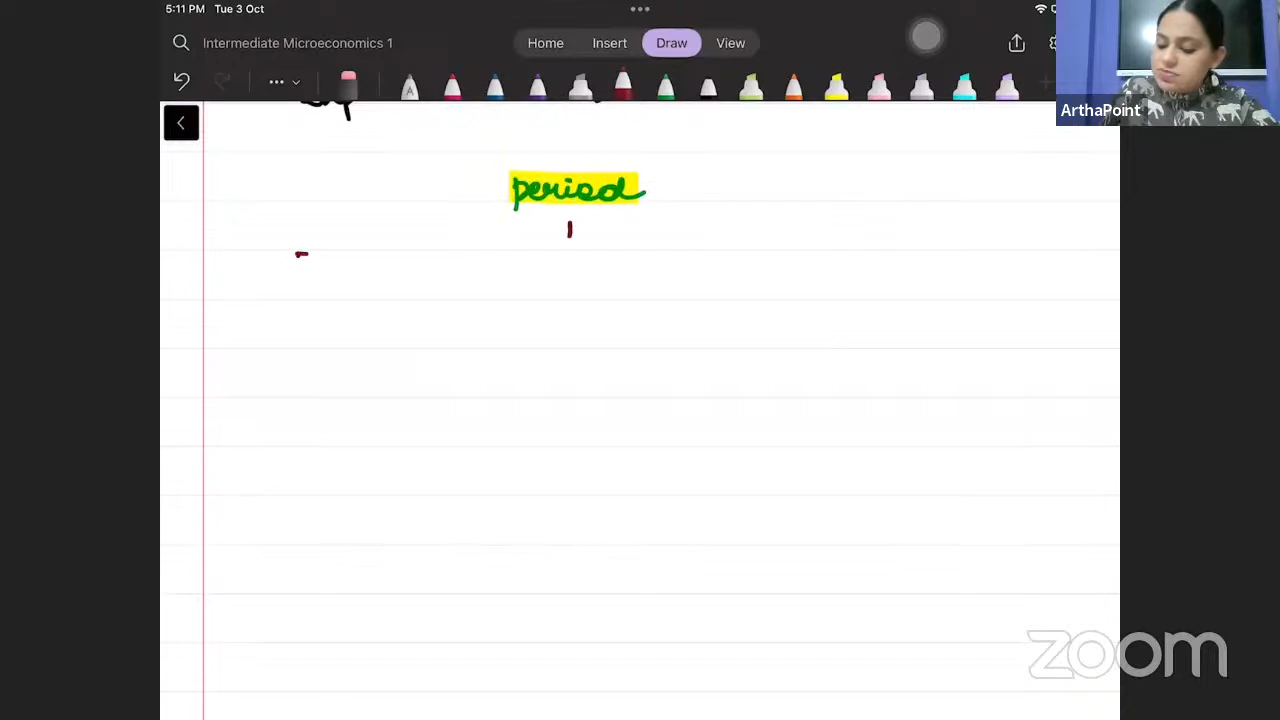 5:11 PM Tue 3 Oct
Intermediate Microeconomics 1
Home Insert Draw View
A
ArthaPoint
period
zoom